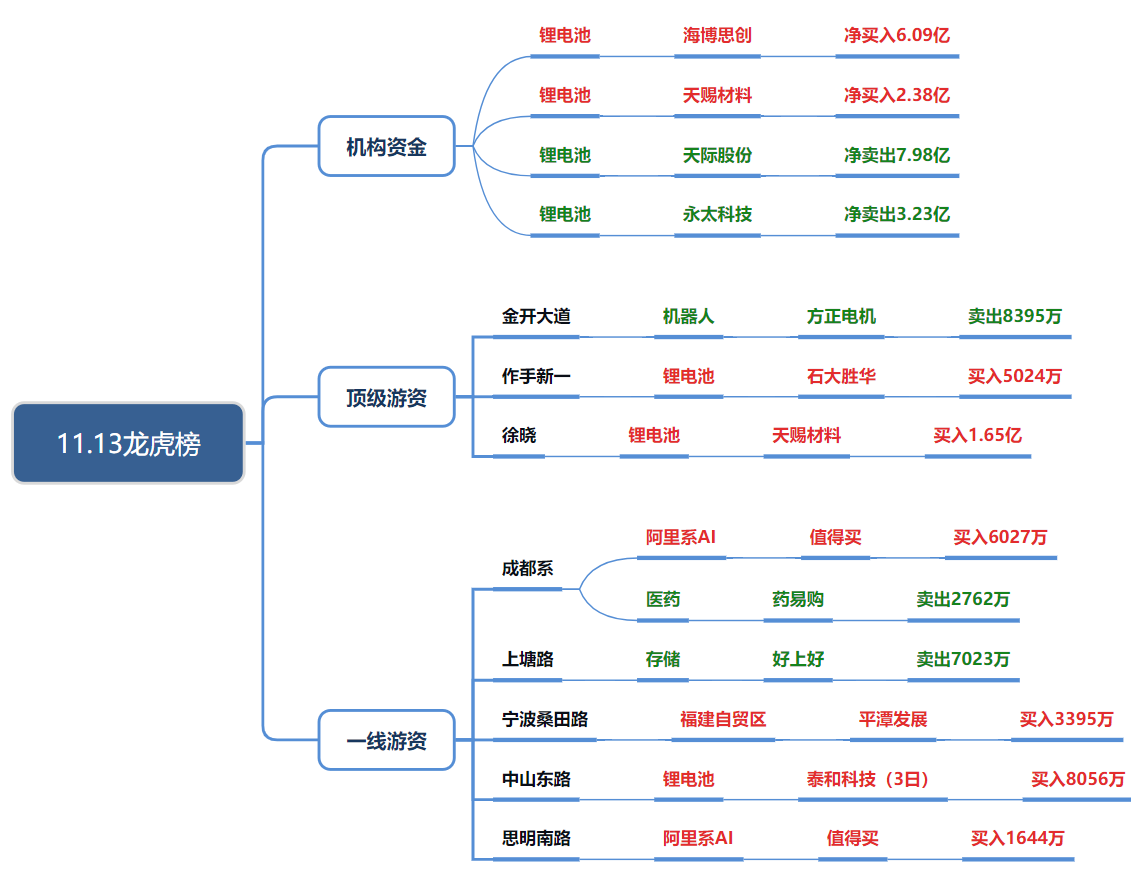 11.13龙虎榜
机构资金
锂电池 海博思创 净买入6.09亿
锂电池 天赐材料 净买入2.38亿
锂电池 天际股份 净卖出7.98亿
锂电池 永太科技 净卖出3.23亿
顶级游资
金开大道 机器人 方正电机 卖出8395万
作手新一 锂电池 石大胜华 买入5024万
徐晓 锂电池 天赐材料 买入1.65亿
一线游资
成都系
阿里系AI 值得买 买入6027万
医药 药易购 卖出2762万
上塘路 存储 好上好 卖出7023万
宁波桑田路 福建自贸区 平潭发展 买入3395万
中山东路 锂电池 泰和科技（3日） 买入8056万
思明南路 阿里系AI 值得买 买入1644万